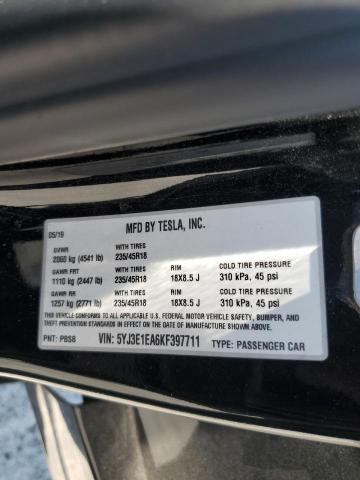 MFD BY TESLA, INC.
05/19
GVWR WITH TIRES
2060 kg (4541 lb) 235/45R18
GAWR FRT WITH TIRES RIM COLD TIRE PRESSURE
1110 kg (2447 lb) 235/45R18 18X8.5 J 310 kPa, 45 psi
GAWR RR WITH TIRES RIM COLD TIRE PRESSURE
1257 kg (2771 lb) 235/45R18 18X8.5 J 310 kPa, 45 psi
THIS VEHICLE CONFORMS TO ALL APPLICABLE U.S. FEDERAL MOTOR VEHICLE SAFETY, BUMPER, AND
THEFT PREVENTION STANDARDS IN EFFECT ON THE DATE OF MANUFACTURE SHOWN ABOVE.
PNT: PBSB VIN: 5YJ3E1EA6KF397711 TYPE: PASSENGER CAR